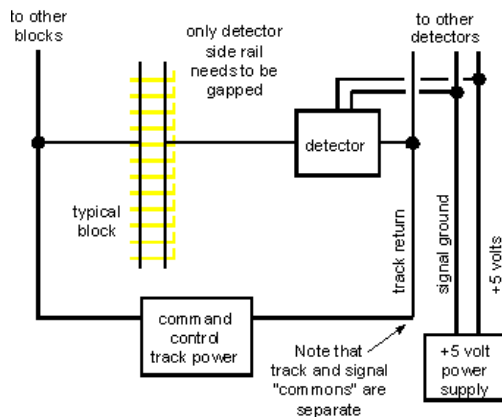 to other
blocks
only detector
side rail
needs to be
gapped
to other
detectors
detector
typical
block
track return
signal ground
+5 volts
command
control
track power
Note that
track and signal
"commons" are
separate
+5 volt
power
supply